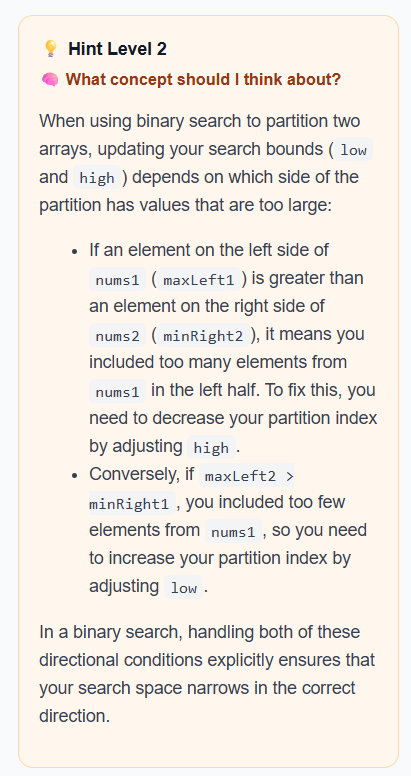 💡 Hint Level 2
🧠 What concept should I think about?
When using binary search to partition two
arrays, updating your search bounds ( low
and high ) depends on which side of the
partition has values that are too large:
• If an element on the left side of
nums1 ( maxLeft1 ) is greater than
an element on the right side of
nums2 ( minRight2 ), it means you
included too many elements from
nums1 in the left half. To fix this, you
need to decrease your partition index
by adjusting high .
• Conversely, if maxLeft2 >
minRight1 , you included too few
elements from nums1 , so you need
to increase your partition index by
adjusting low .
In a binary search, handling both of these
directional conditions explicitly ensures that
your search space narrows in the correct
direction.